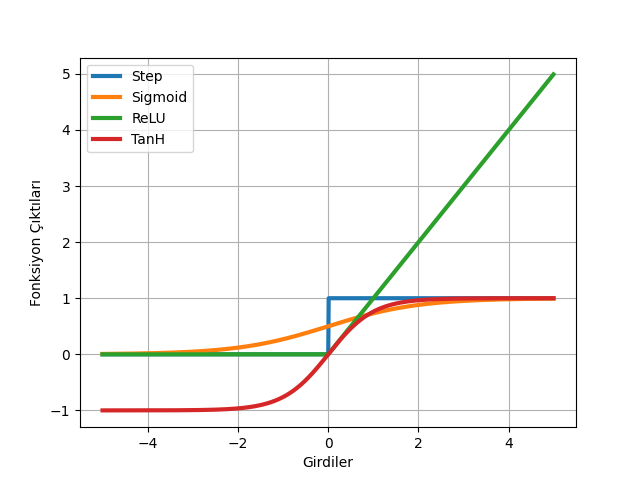 Step
Sigmoid
ReLU
TanH
5
4
3
2
1
0
−1
−4
−2
0
2
4
Fonksiyon Çıktıları
Girdiler